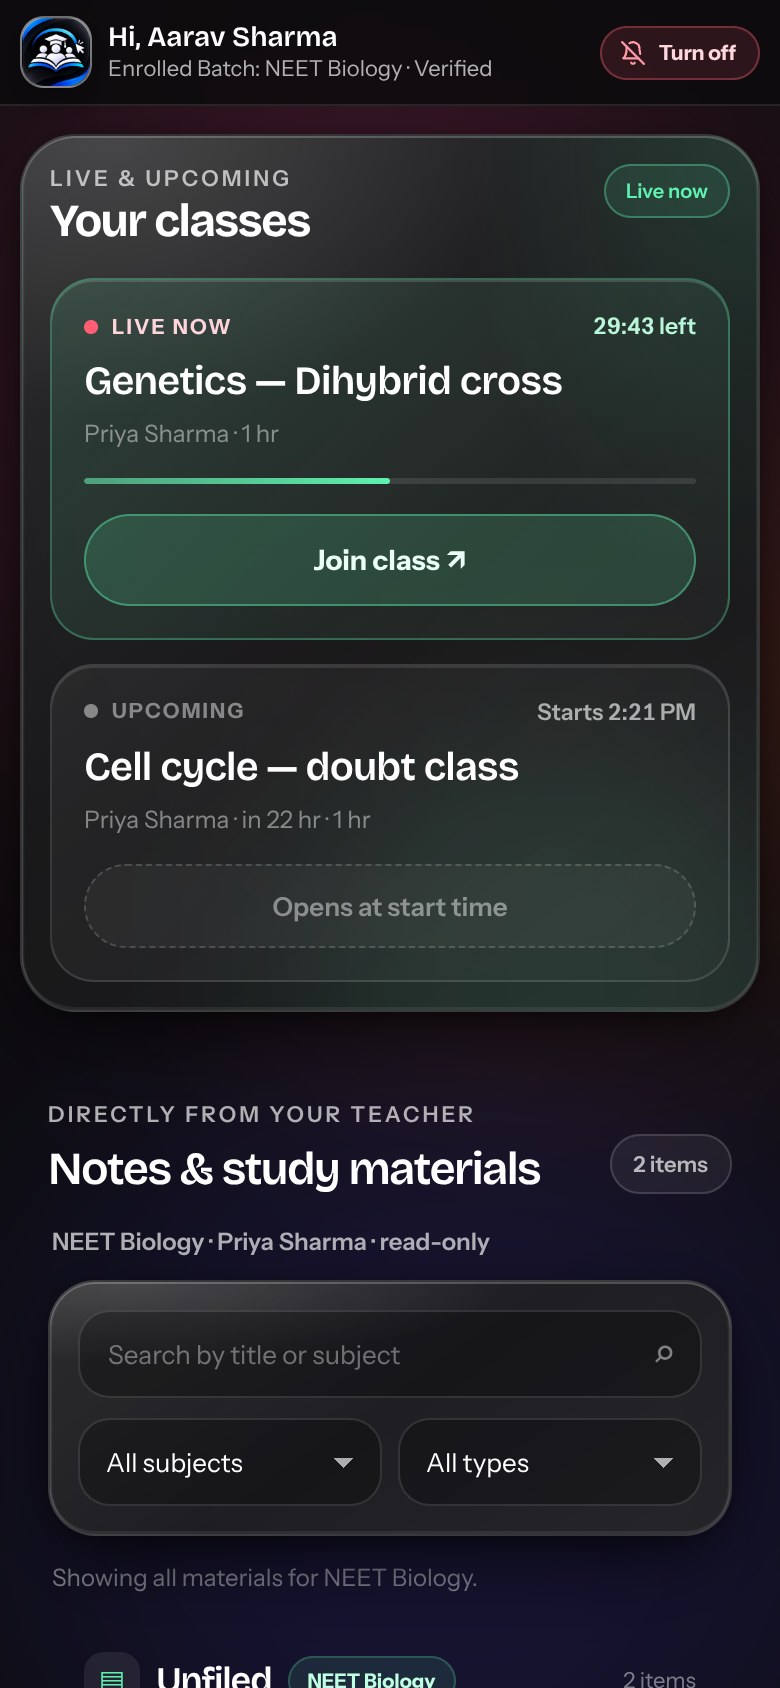 Hi, Aarav Sharma
Enrolled Batch: NEET Biology · Verified
Turn off
LIVE & UPCOMING
Your classes
Live now
LIVE NOW
29:43 left
Genetics — Dihybrid cross
Priya Sharma · 1 hr
Join class ↗
UPCOMING
Starts 2:21 PM
Cell cycle — doubt class
Priya Sharma · in 22 hr · 1 hr
Opens at start time
DIRECTLY FROM YOUR TEACHER
Notes & study materials
2 items
NEET Biology · Priya Sharma · read-only
Search by title or subject
All subjects
All types
Showing all materials for NEET Biology.
Unfiled
NEET Biology
2 items